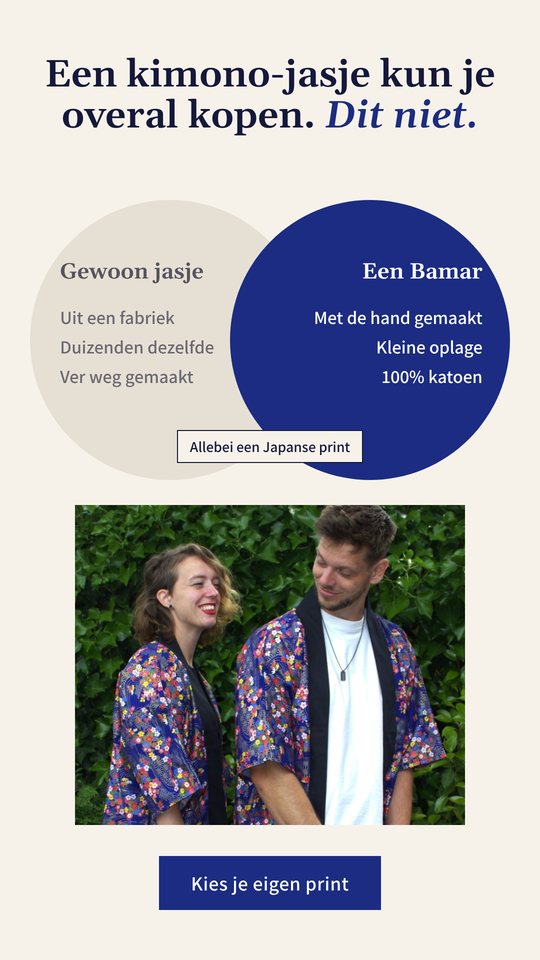 Een kimono-jasje kun je
overal kopen. Dit niet.
Gewoon jasje
Uit een fabriek
Duizenden dezelfde
Ver weg gemaakt
Een Bamar
Met de hand gemaakt
Kleine oplage
100% katoen
Allebei een Japanse print
Kies je eigen print